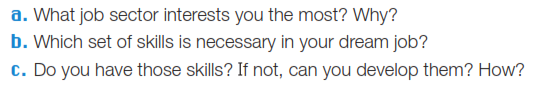 a. What job sector interests you the most? Why?
b. Which set of skills is necessary in your dream job?
c. Do you have those skills? If not, can you develop them? How?